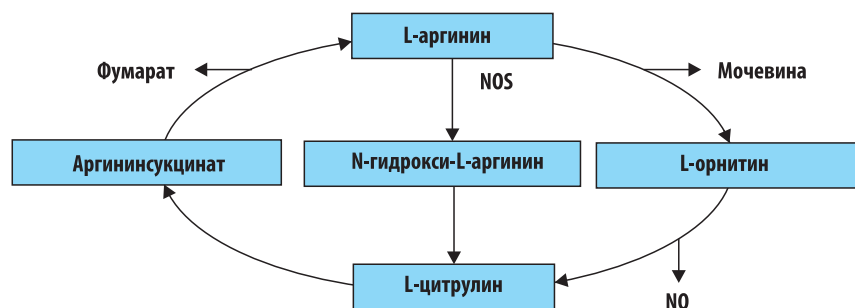 L-аргинин
Фумарат
NOS
Мочевина
Аргининсукцинат
N-гидрокси-L-аргинин
L-орнитин
L-цитрулин
NO